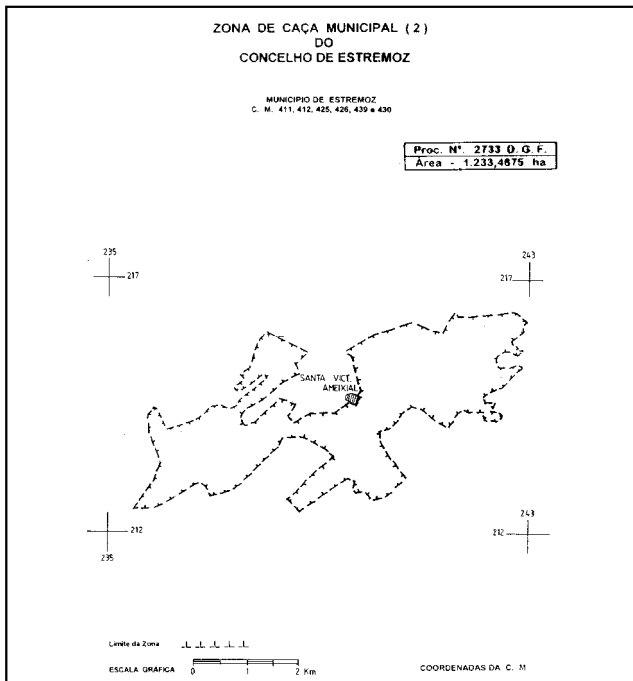 ZONA DE CAÇA MUNICIPAL ( 2 )
DO
CONCELHO DE ESTREMOZ
MUNICIPIO DE ESTREMOZ
C. M. 411, 412, 425, 426, 439 e 430
Proc. Nº. 2733 D. G. F.
Área - 1.233,4675 ha
235
217
243
217
SANTA VICT.
AMEIXIAL
212
235
243
212
Limite da Zona
ESCALA GRÁFICA 0 1 2 Km
COORDENADAS DA C. M